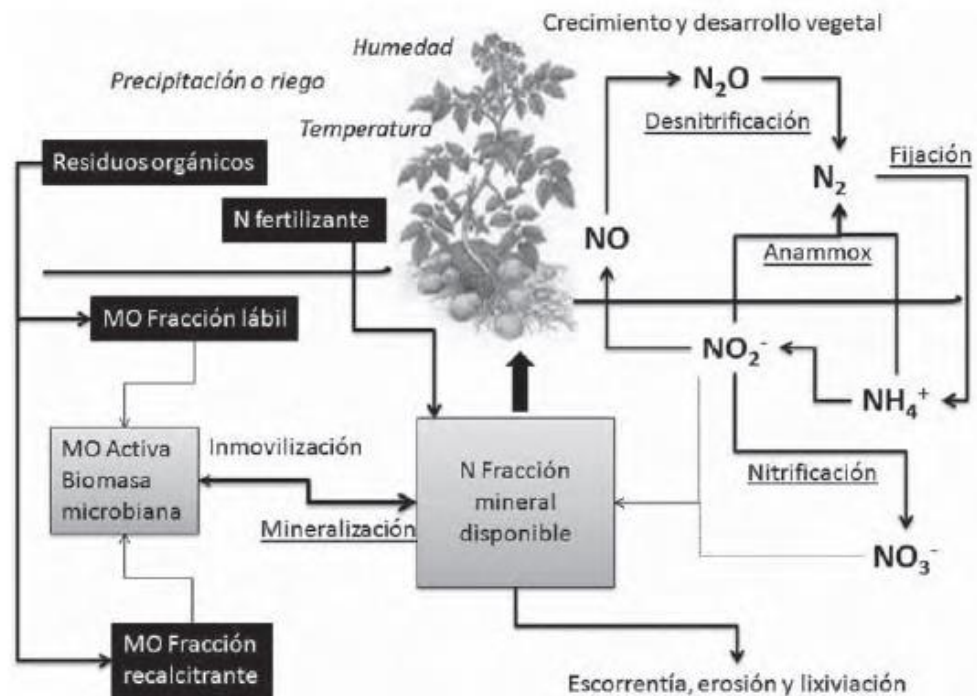 Crecimiento y desarrollo vegetal
Humedad
Precipitación o riego
Temperatura
N₂O
Desnitrificación
Residuos orgánicos
Fijación
N₂
N fertilizante
NO
Anammox
MO Fracción lábil
NO₂⁻
NH₄⁺
MO Activa
Biomasa
microbiana
Inmovilización
Mineralización
N Fracción
mineral
disponible
Nitrificación
NO₃⁻
MO Fracción
recalcitrante
Escorrentía, erosión y lixiviación